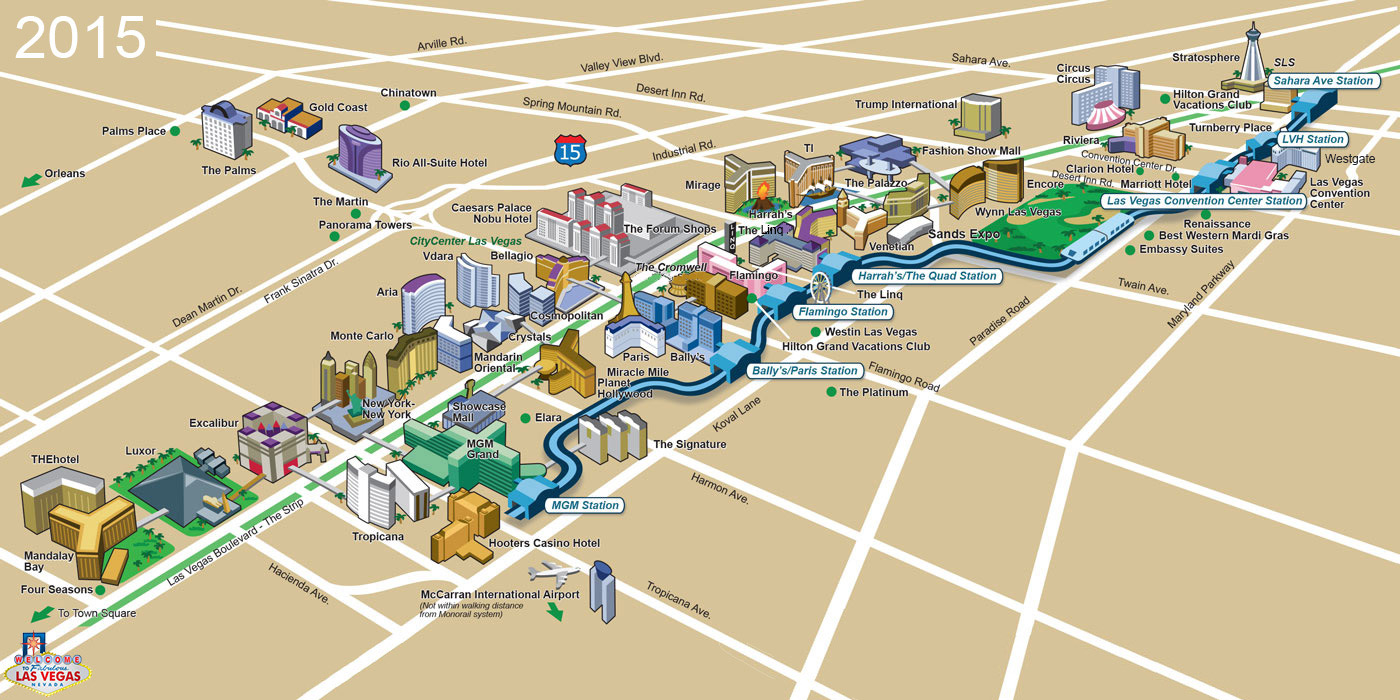 2015
Arville Rd.
Valley View Blvd.
Sahara Ave.
Stratosphere
SLS
Sahara Ave Station
Circus
Circus
Hilton Grand
Vacations Club
Desert Inn Rd.
Spring Mountain Rd.
Chinatown
Gold Coast
Palms Place
The Palms
Rio All-Suite Hotel
Orleans
15
Industrial Rd.
Trump International
Fashion Show Mall
Turnberry Place
LVH Station
Riviera
Convention Center Dr.
Clarion Hotel
Desert Inn Rd.
Marriott Hotel
Westgate
Las Vegas
Convention
Center
Las Vegas Convention Center Station
TI
Mirage
The Palazzo
Encore
Wynn Las Vegas
Renaissance
Best Western Mardi Gras
Embassy Suites
The Martin
Panorama Towers
Caesars Palace
Nobu Hotel
The Forum Shops
Harrah's
The Linq
LINQ
Venetian
Sands Expo
CityCenter Las Vegas
Vdara
Bellagio
The Cromwell
Flamingo
Harrah's/The Quad Station
The Linq
Twain Ave.
Maryland Parkway
Paradise Road
Dean Martin Dr.
Frank Sinatra Dr.
Aria
Cosmopolitan
Flamingo Station
Westin Las Vegas
Hilton Grand Vacations Club
Monte Carlo
Crystals
Mandarin
Oriental
Paris
Bally's
Miracle Mile
Planet
Hollywood
Bally's/Paris Station
Flamingo Road
The Platinum
New York-
New York
Showcase
Mall
Elara
Koval Lane
Excalibur
MGM
Grand
The Signature
Luxor
THEhotel
Harmon Ave.
MGM Station
Tropicana
Hooters Casino Hotel
Las Vegas Boulevard - The Strip
Mandalay
Bay
Four Seasons
Hacienda Ave.
McCarran International Airport
(Not within walking distance
from Monorail system)
Tropicana Ave.
To Town Square
WELCOME
TO Fabulous
LAS VEGAS
NEVADA